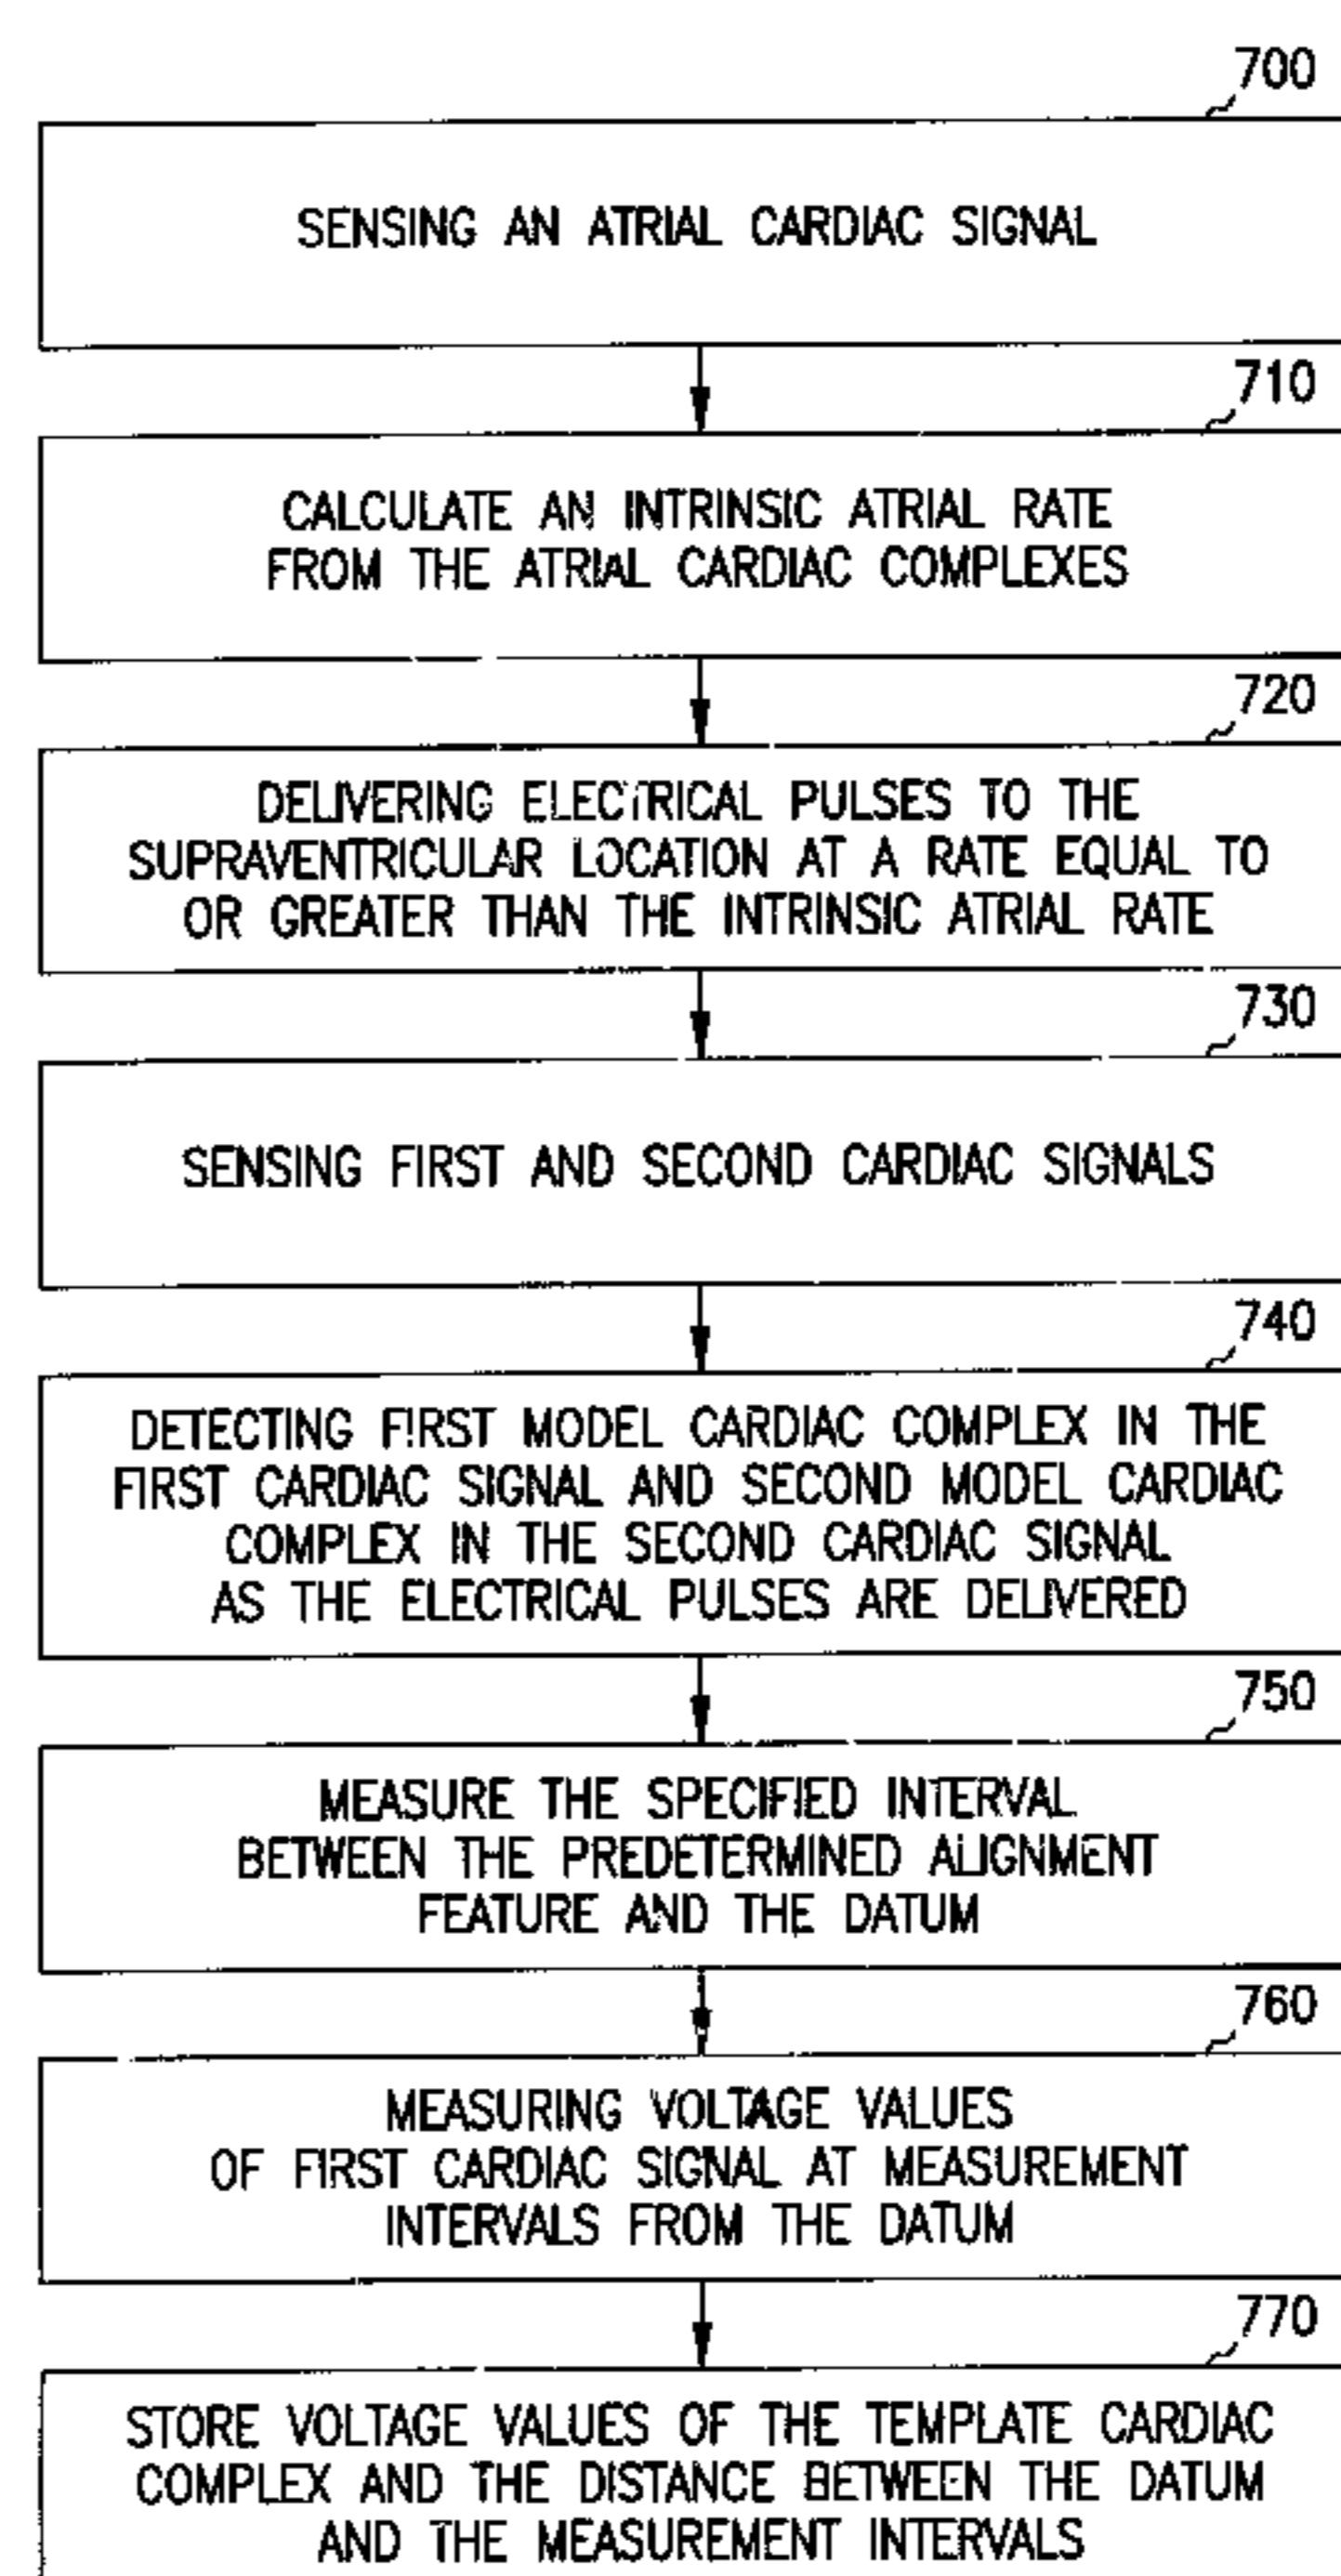 700
SENSING AN ATRIAL CARDIAC SIGNAL
710
CALCULATE AN INTRINSIC ATRIAL RATE
FROM THE ATRIAL CARDIAC COMPLEXES
720
DELIVERING ELECTRICAL PULSES TO THE
SUPRAVENTRICULAR LOCATION AT A RATE EQUAL TO
OR GREATER THAN THE INTRINSIC ATRIAL RATE
730
SENSING FIRST AND SECOND CARDIAC SIGNALS
740
DETECTING FIRST MODEL CARDIAC COMPLEX IN THE
FIRST CARDIAC SIGNAL AND SECOND MODEL CARDIAC
COMPLEX IN THE SECOND CARDIAC SIGNAL
AS THE ELECTRICAL PULSES ARE DELIVERED
750
MEASURE THE SPECIFIED INTERVAL
BETWEEN THE PREDETERMINED ALIGNMENT
FEATURE AND THE DATUM
760
MEASURING VOLTAGE VALUES
OF FIRST CARDIAC SIGNAL AT MEASUREMENT
INTERVALS FROM THE DATUM
770
STORE VOLTAGE VALUES OF THE TEMPLATE CARDIAC
COMPLEX AND THE DISTANCE BETWEEN THE DATUM
AND THE MEASUREMENT INTERVALS